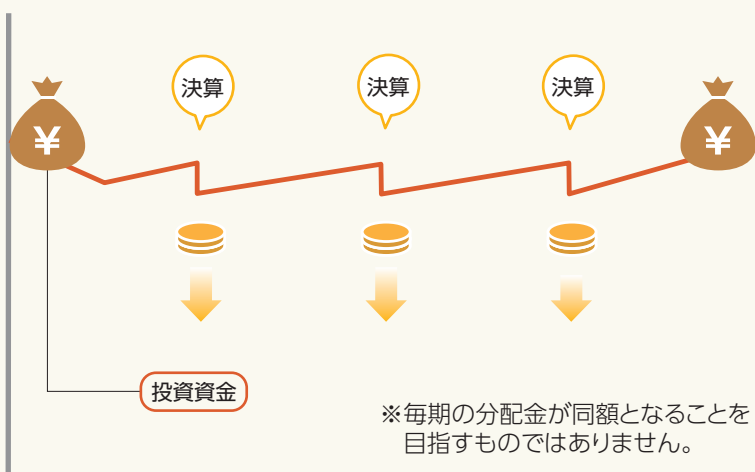 決算
決算
決算
¥
¥
投資資金
※毎期の分配金が同額となることを
目指すものではありません。